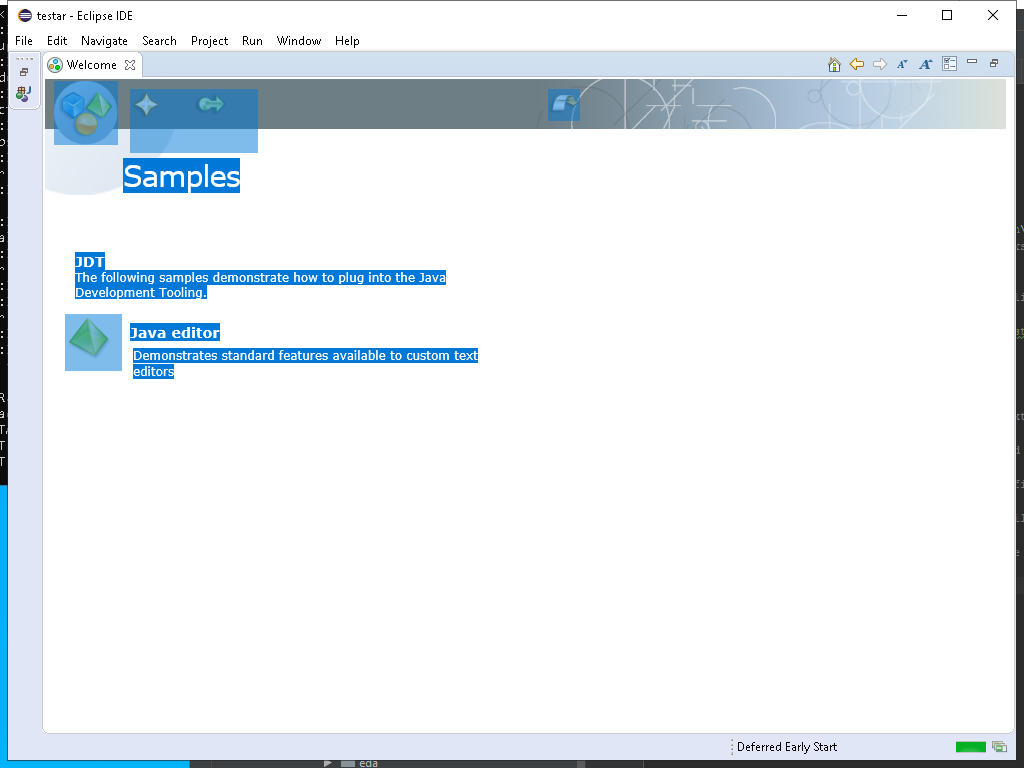 testar - Eclipse IDE
File Edit Navigate Search Project Run Window Help
Welcome
Samples
JDT
The following samples demonstrate how to plug into the Java
Development Tooling.
Java editor
Demonstrates standard features available to custom text
editors
Deferred Early Start
eda